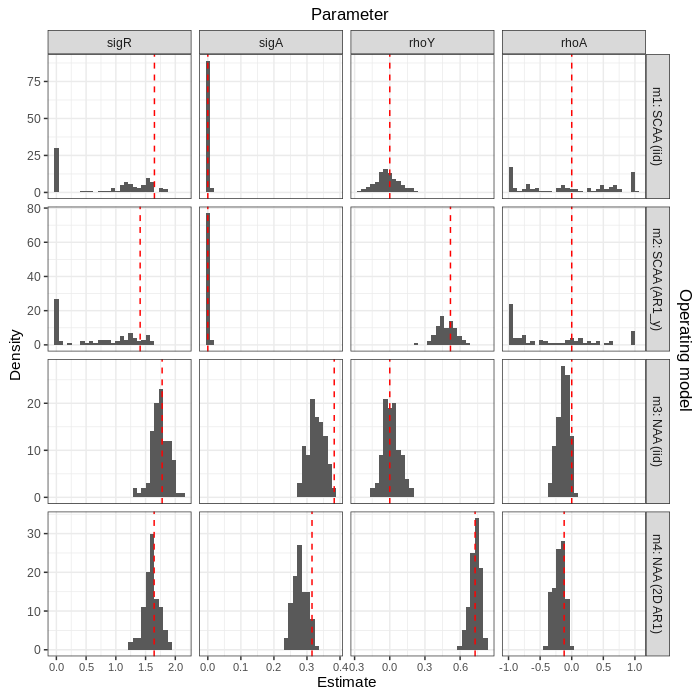 Parameter
sigR sigA rhoY rhoA
75
50
25
0
m1: SCAA (iid)
80
60
40
20
0
m2: SCAA (AR1_y)
20
10
0
m3: NAA (iid)
30
20
10
0
m4: NAA (2D AR1)
Density
Operating model
0.0 0.5 1.0 1.5 2.0 0.0 0.1 0.2 0.3 0.4 0.3 0.0 0.3 0.6 -1.0 -0.5 0.0 0.5 1.0
Estimate